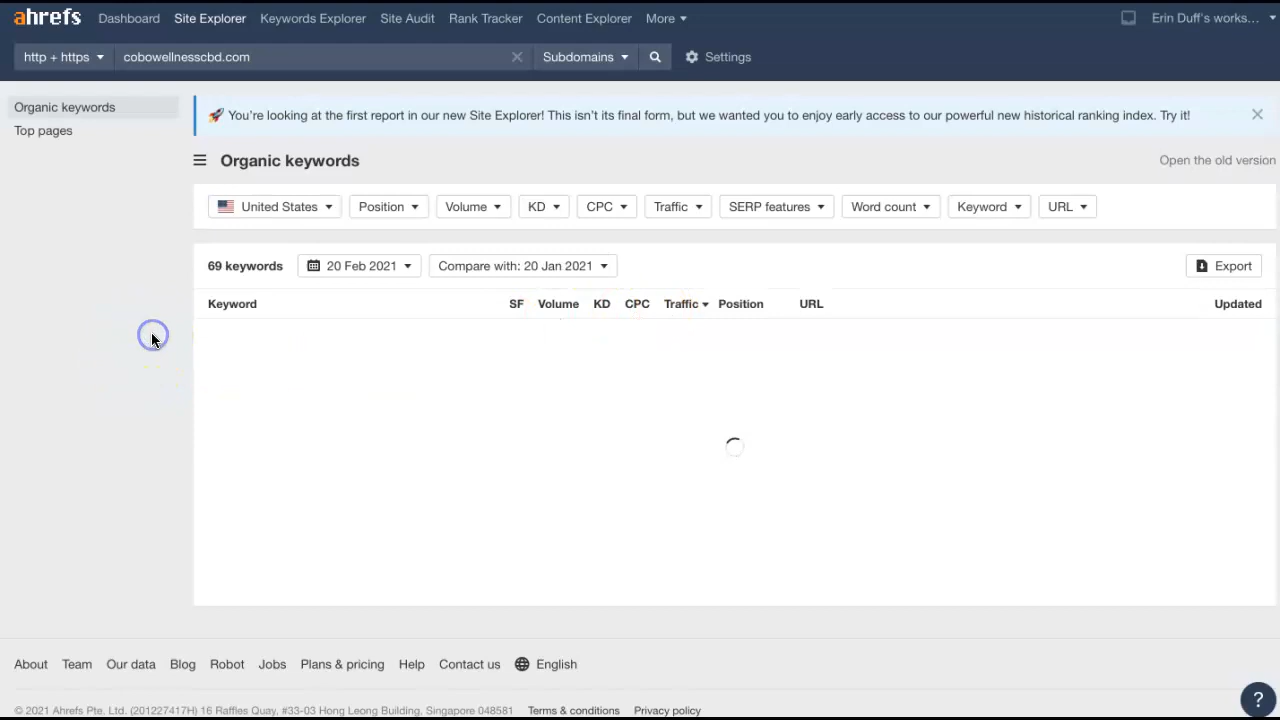 ahrefs Dashboard Site Explorer Keywords Explorer Site Audit Rank Tracker Content Explorer More Erin Duff's works...
http + https cobowellnesscbd.com Subdomains Settings
Organic keywords
Top pages
🚀 You're looking at the first report in our new Site Explorer! This isn't its final form, but we wanted you to enjoy early access to our powerful new historical ranking index. Try it!
Organic keywords Open the old version
United States Position Volume KD CPC Traffic SERP features Word count Keyword URL
69 keywords 20 Feb 2021 Compare with: 20 Jan 2021 Export
Keyword SF Volume KD CPC Traffic Position URL Updated
About Team Our data Blog Robot Jobs Plans & pricing Help Contact us English
© 2021 Ahrefs Pte. Ltd. (201227417H) 16 Raffles Quay, #33-03 Hong Leong Building, Singapore 048581 Terms & conditions Privacy policy
?